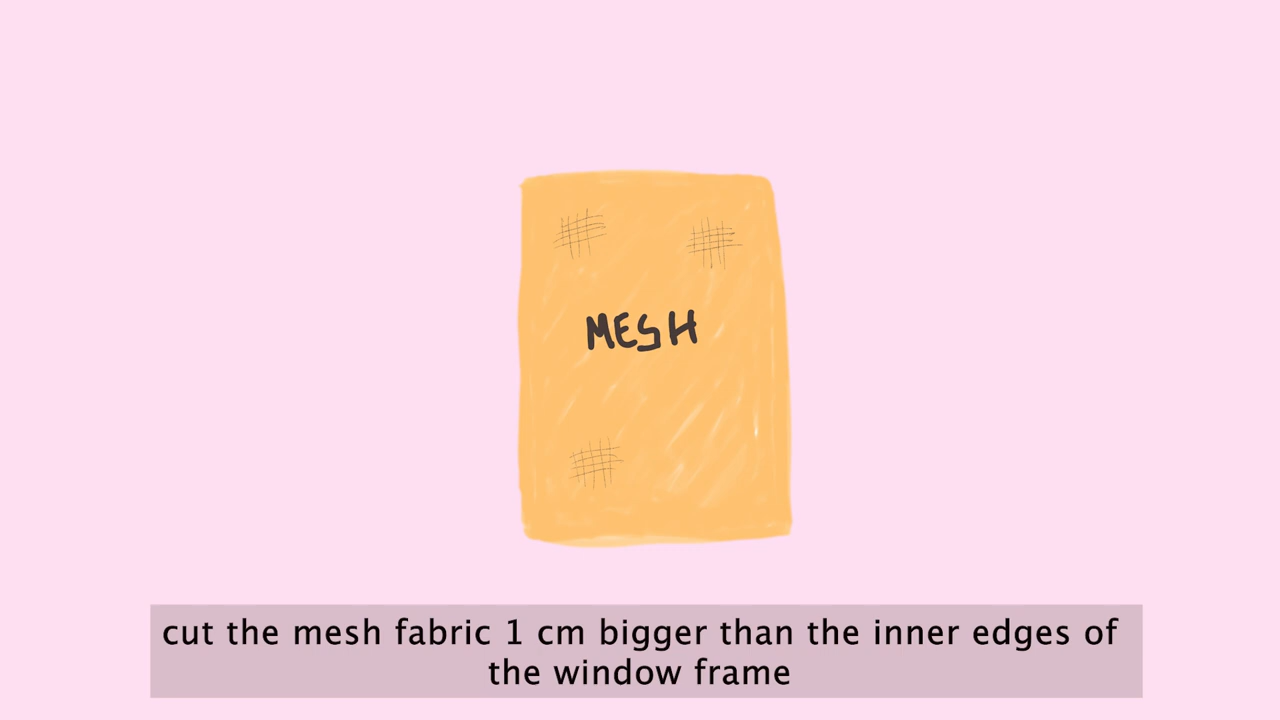 MESH
cut the mesh fabric 1 cm bigger than the inner edges of
the window frame